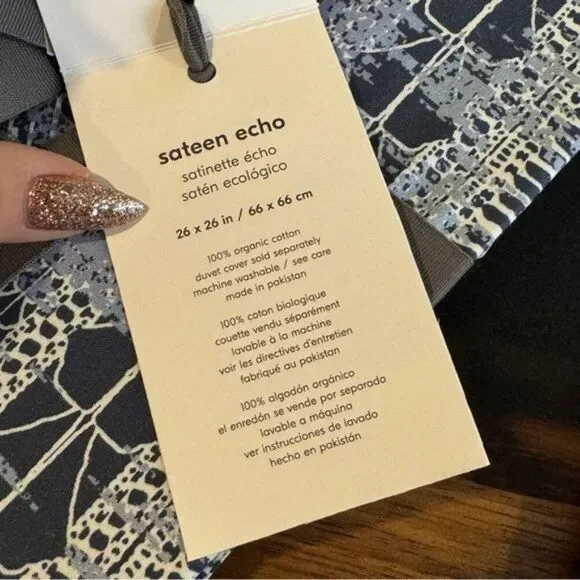 sateen echo
satinette écho
satén ecológico
26 x 26 in / 66 x 66 cm
100% organic cotton
duvet cover sold separately
machine washable / see care
made in pakistan
100% coton biologique
couette vendu séparément
lavable à la machine
voir les directives d'entretien
fabriqué au pakistan
100% algodón orgánico
el enredón se vende por separado
lavable a máquina
ver instrucciones de lavado
hecho en pakistán